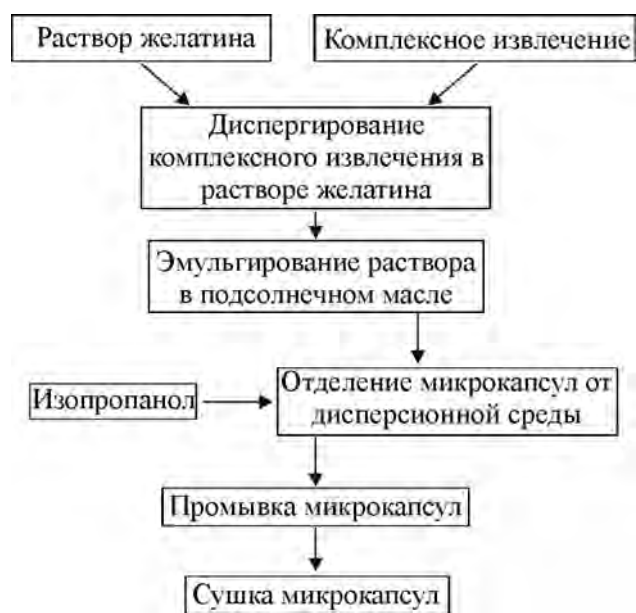 Раствор желатина
Комплексное извлечение
Диспергирование
комплексного извлечения в
растворе желатина
Эмульгирование раствора
в подсолнечном масле
Изопропанол
Отделение микрокапсул от
дисперсионной среды
Промывка микрокапсул
Сушка микрокапсул